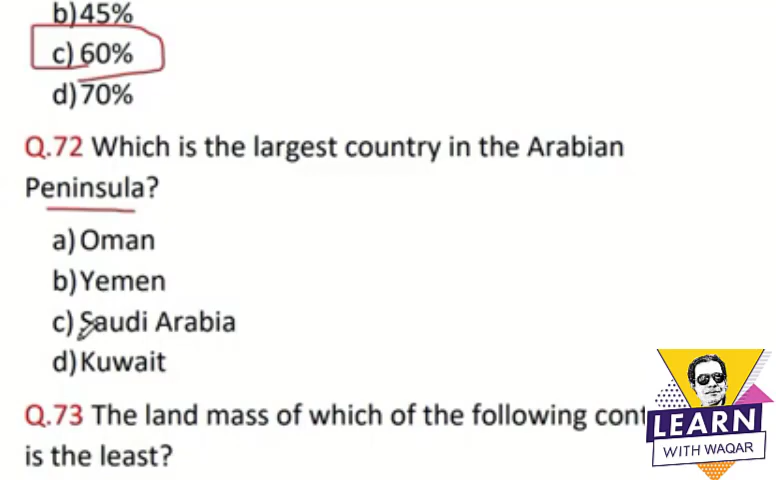 b) 45%
c) 60%
d) 70%
Q.72 Which is the largest country in the Arabian
Peninsula?
a) Oman
b) Yemen
c) Saudi Arabia
d) Kuwait
Q.73 The land mass of which of the following
is the least?
LEARN
WITH WAQAR